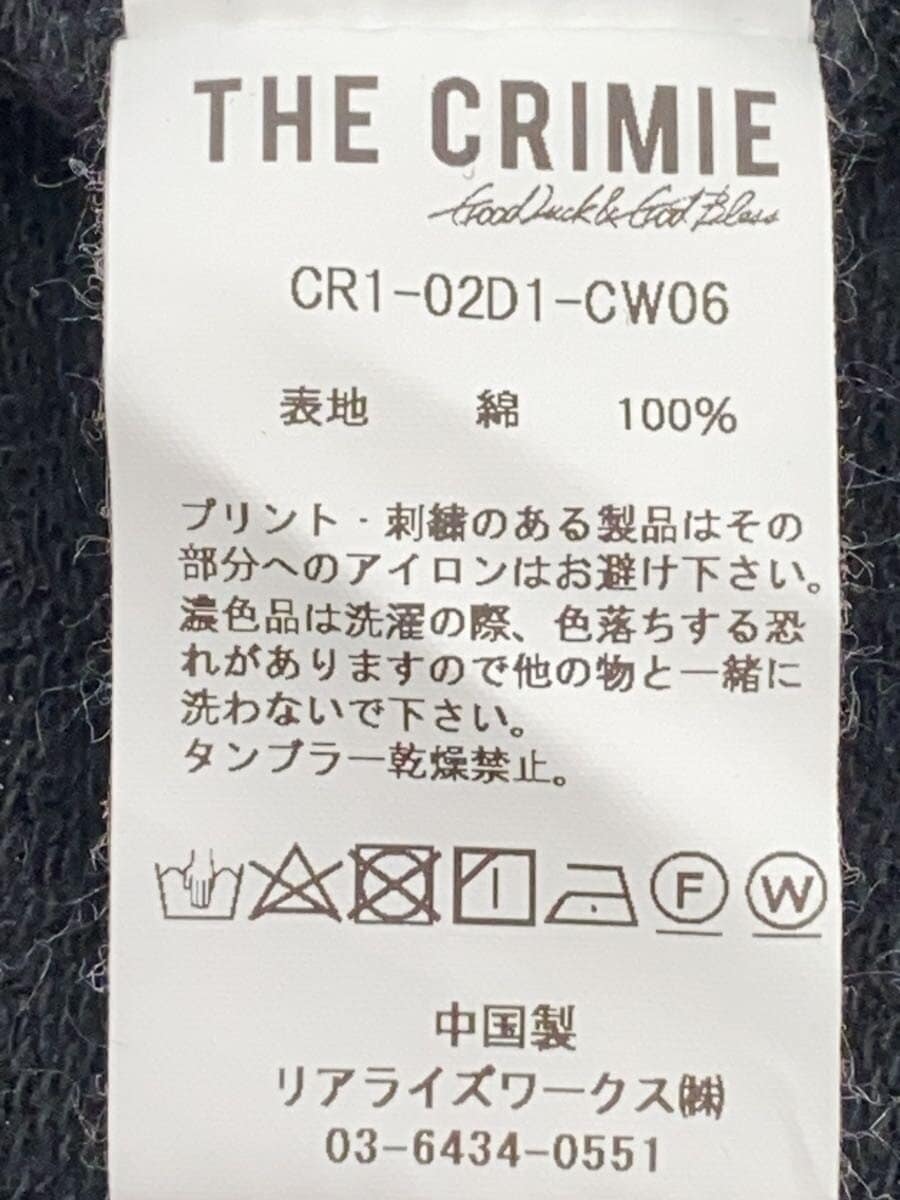 THE CRIMIE
Good Luck & God Bless
CR1-02D1-CW06
表地 綿 100%
プリント・刺繍のある製品はその
部分へのアイロンはお避け下さい。
濃色品は洗濯の際、色落ちする恐
れがありますので他の物と一緒に
洗わないで下さい。
タンブラー乾燥禁止。
F W
中国製
リアライズワークス㈱
03-6434-0551